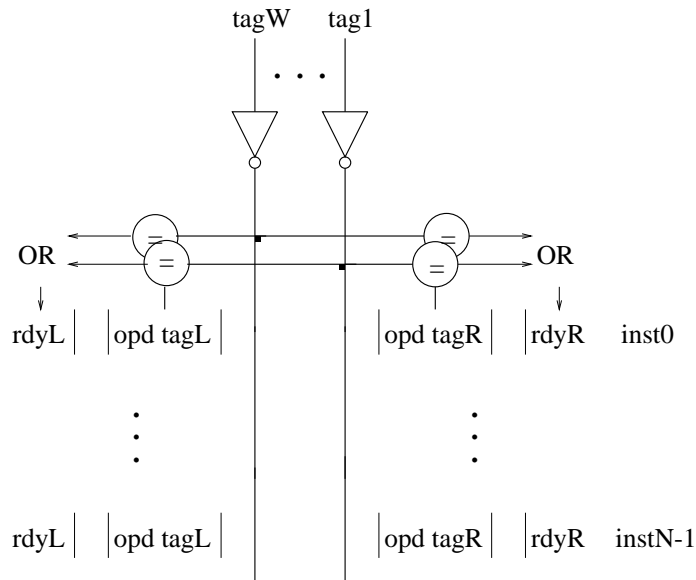 tagW tag1
= =
OR = = OR
rdyL opd tagL opd tagR rdyR inst0
rdyL opd tagL opd tagR rdyR instN-1